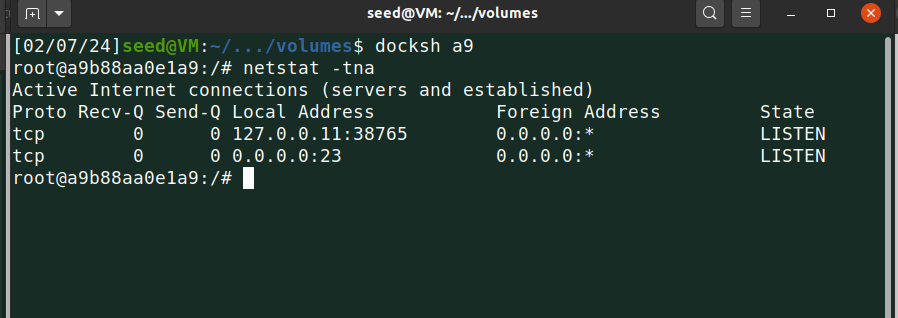 seed@VM: ~/.../volumes
[02/07/24]seed@VM:~/.../volumes$ docksh a9
root@a9b88aa0e1a9:/# netstat -tna
Active Internet connections (servers and established)
Proto Recv-Q Send-Q Local Address           Foreign Address         State
tcp        0      0 127.0.0.11:38765        0.0.0.0:*               LISTEN
tcp        0      0 0.0.0.0:23              0.0.0.0:*               LISTEN
root@a9b88aa0e1a9:/#